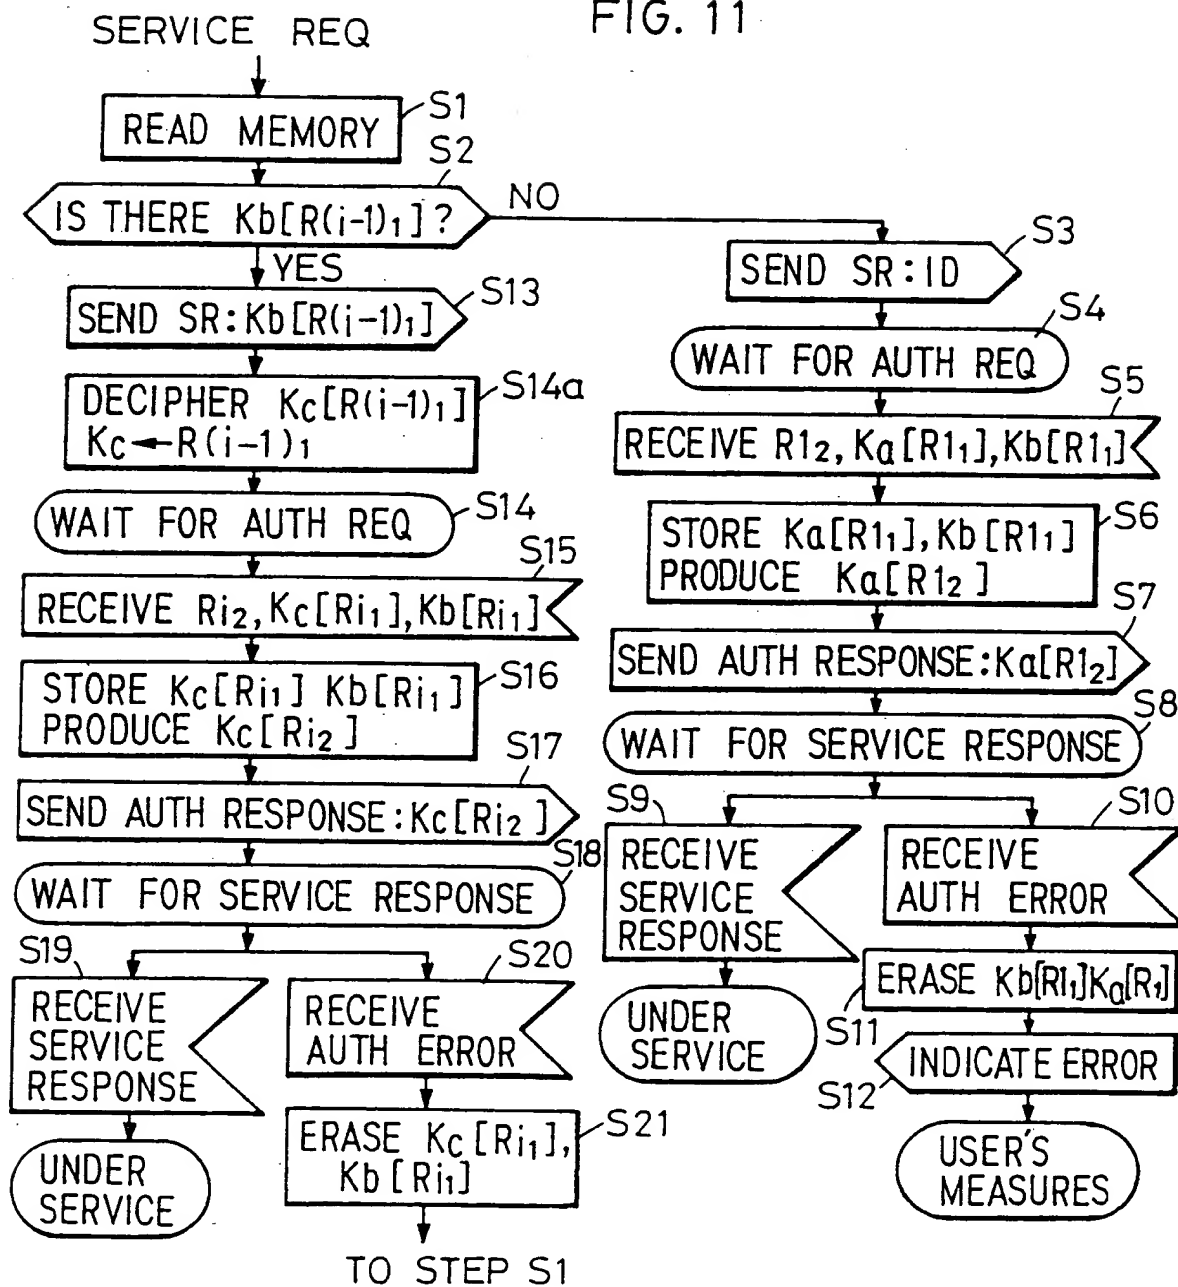 FIG. 11
SERVICE REQ
S1
READ MEMORY
S2
IS THERE Kb[R(i-1)₁]?
NO
YES
S13
SEND SR:Kb[R(i-1)₁]
S14a
DECIPHER Kc[R(i-1)₁]
Kc←R(i-1)₁
S14
WAIT FOR AUTH REQ
S15
RECEIVE Ri₂,Kc[Ri₁],Kb[Ri₁]
S16
STORE Kc[Ri₁] Kb[Ri₁]
PRODUCE Kc[Ri₂]
S17
SEND AUTH RESPONSE:Kc[Ri₂]
S18
WAIT FOR SERVICE RESPONSE
S19
RECEIVE
SERVICE
RESPONSE
UNDER
SERVICE
S20
RECEIVE
AUTH ERROR
S21
ERASE Kc[Ri₁],
Kb[Ri₁]
TO STEP S1
S3
SEND SR:ID
S4
WAIT FOR AUTH REQ
S5
RECEIVE R1₂,Ka[R1₁],Kb[R1₁]
S6
STORE Ka[R1₁],Kb[R1₁]
PRODUCE Ka[R1₂]
S7
SEND AUTH RESPONSE:Ka[R1₂]
S8
WAIT FOR SERVICE RESPONSE
S9
RECEIVE
SERVICE
RESPONSE
UNDER
SERVICE
S10
RECEIVE
AUTH ERROR
ERASE Kb[R1₁]Ka[R₁]
S11
INDICATE ERROR
S12
USER'S
MEASURES